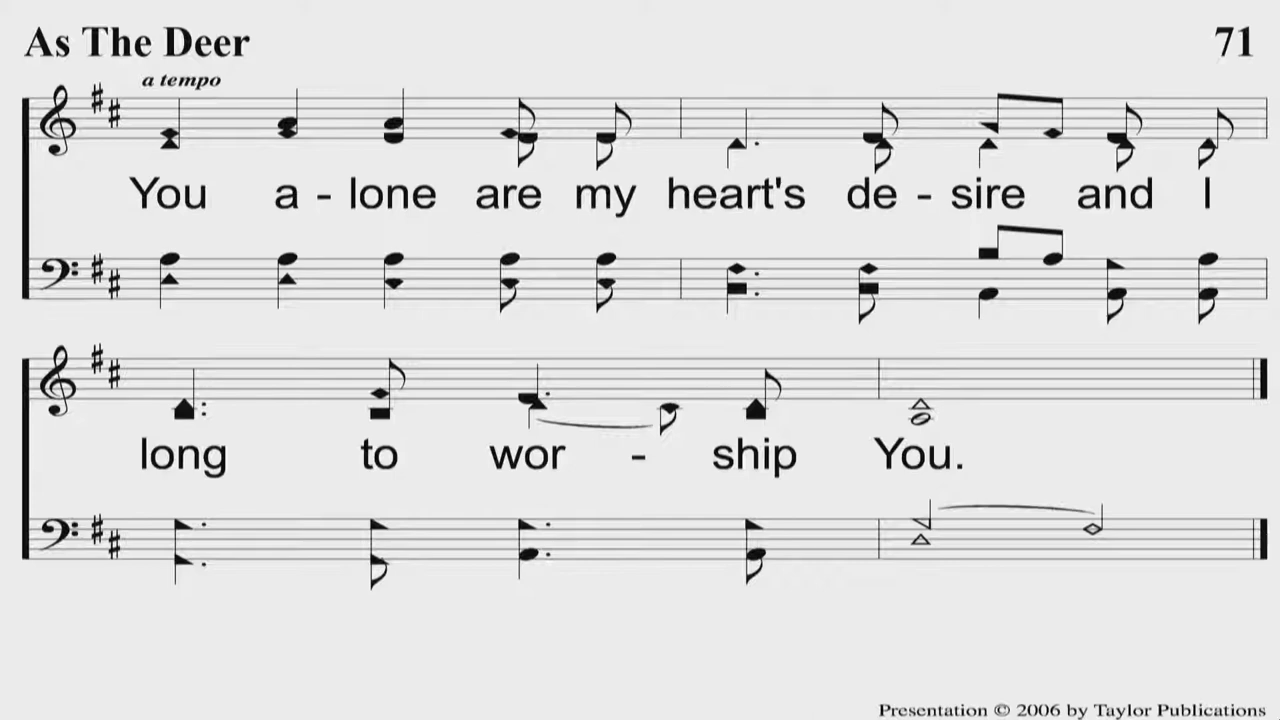 As The Deer 71
a tempo
You a - lone are my heart's de - sire and I
long to wor - ship You.
Presentation © 2006 by Taylor Publications